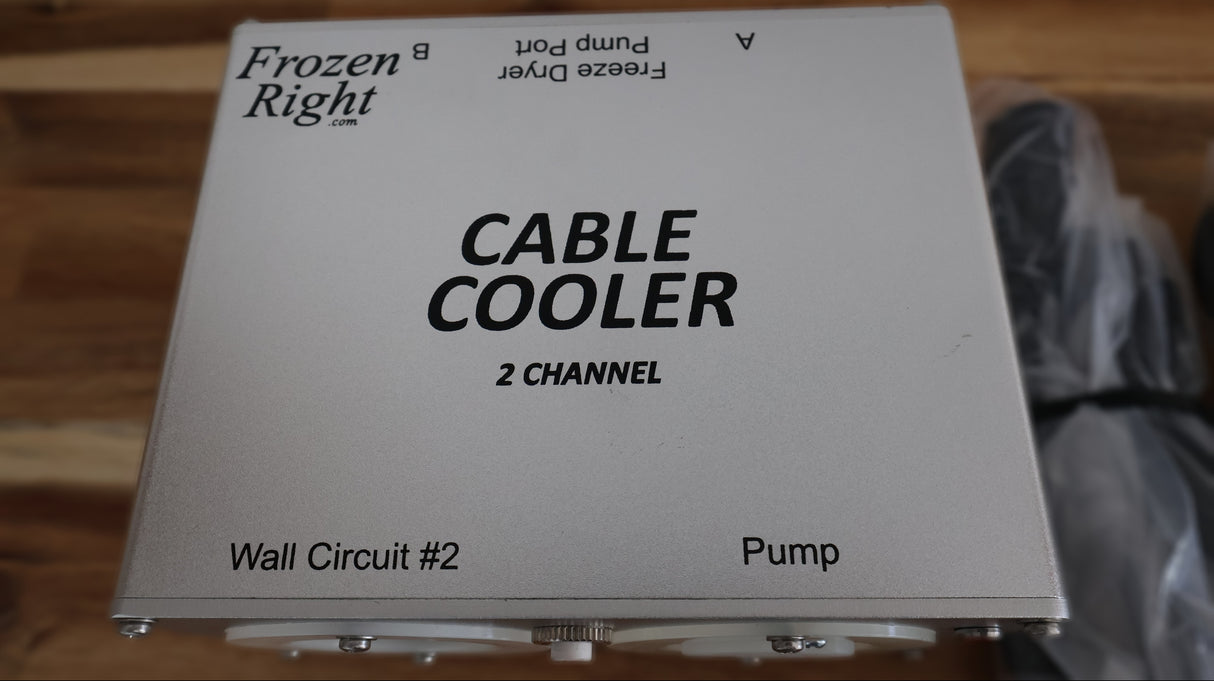 Frozen
Right
.com
B
Freeze Dryer
Pump Port
A
CABLE
COOLER
2 CHANNEL
Wall Circuit #2
Pump